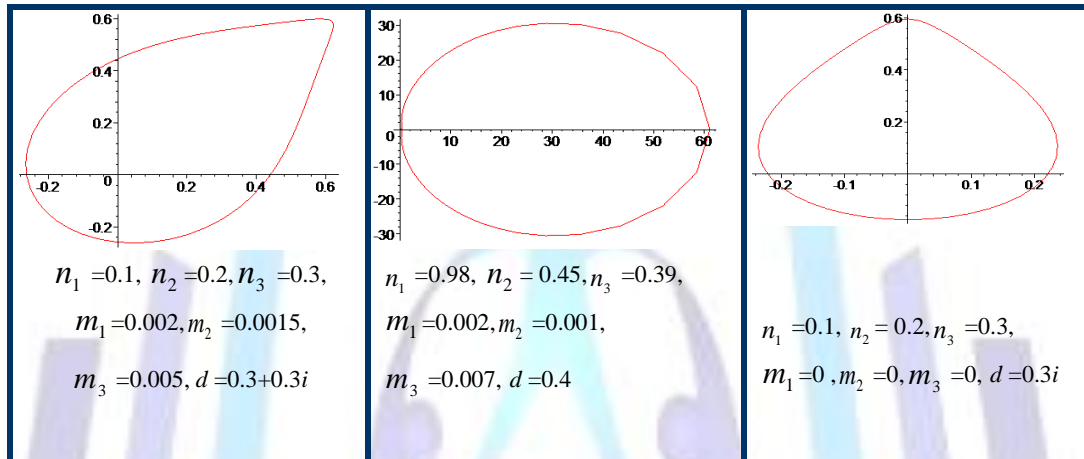 0.6
0.4
0.2
0
-0.2
-0.2 0.2 0.4 0.6
n₁ =0.1, n₂ =0.2, n₃ =0.3,
m₁ =0.002, m₂ =0.0015,
m₃ =0.005, d =0.3+0.3i
30
20
10
0
-10
-20
-30
10 20 30 40 50 60
n₁ =0.98, n₂ = 0.45, n₃ =0.39,
m₁ =0.002, m₂ =0.001,
m₃ =0.007, d =0.4
0.6
0.4
0.2
-0.2 -0.1 0.1 0.2
n₁ =0.1, n₂ = 0.2, n₃ =0.3,
m₁ =0 , m₂ =0, m₃ =0, d =0.3i